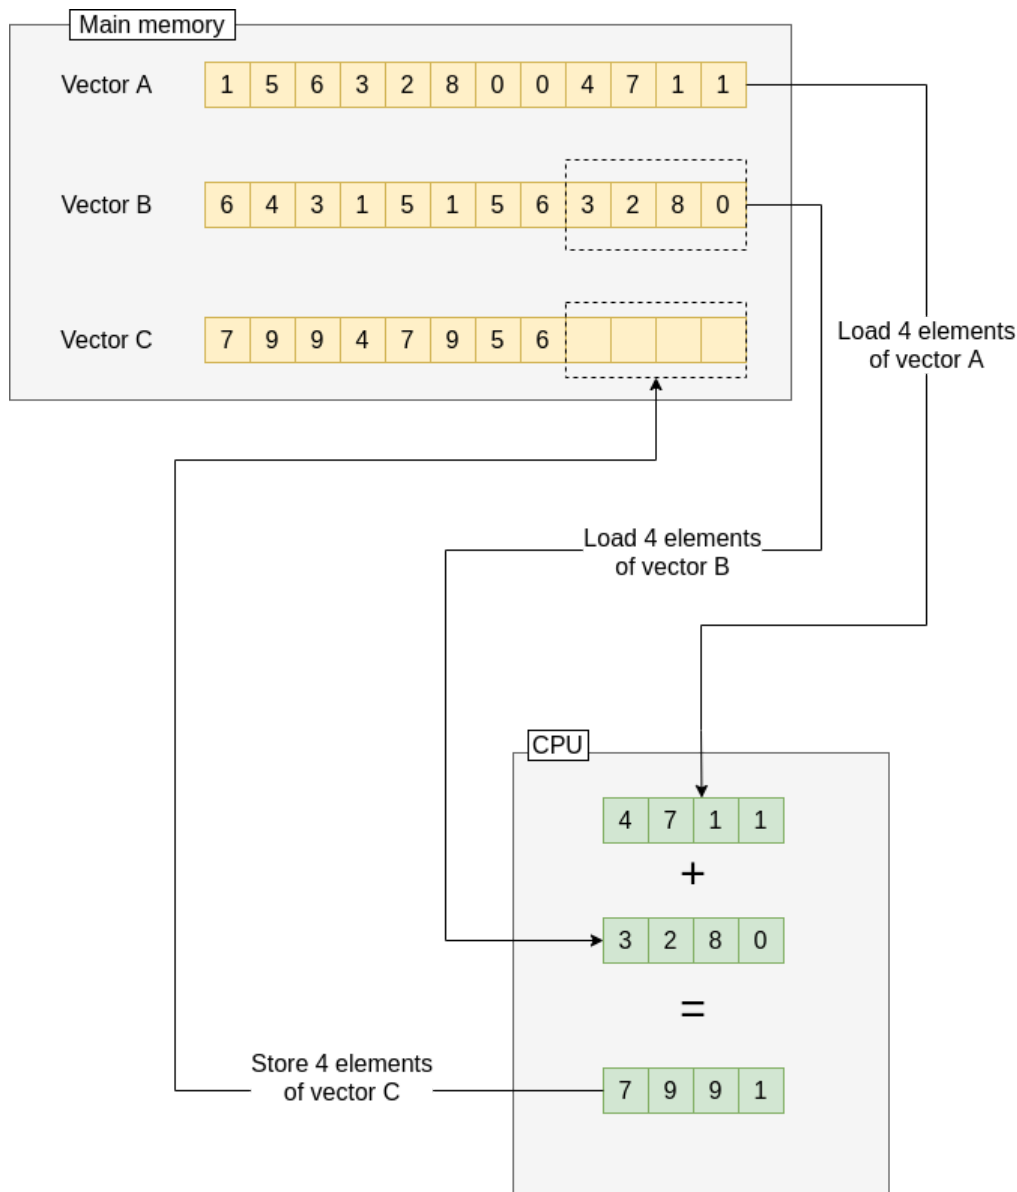 Main memory
Vector A 1 5 6 3 2 8 0 0 4 7 1 1
Vector B 6 4 3 1 5 1 5 6 3 2 8 0
Vector C 7 9 9 4 7 9 5 6
Load 4 elements
of vector A
Load 4 elements
of vector B
CPU
4 7 1 1
+
3 2 8 0
=
Store 4 elements
of vector C
7 9 9 1